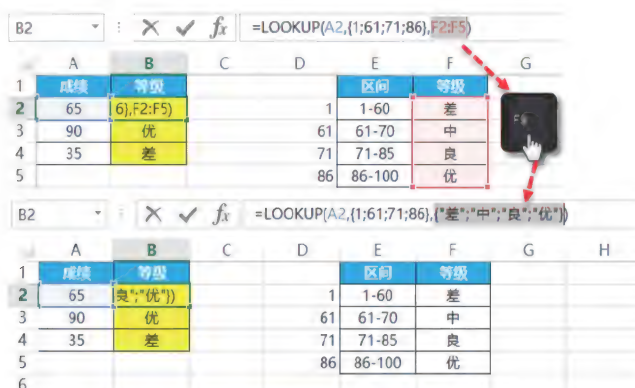 B2 =LOOKUP(A2,{1;61;71;86},F2:F5)
A B C D E F G
1 成绩 等级 区间 等级
2 65 6},F2:F5) 1 1-60 差
3 90 优 61 61-70 中
4 35 差 71 71-85 良
5 86 86-100 优
B2 fx =LOOKUP(A2,{1;61;71;86},{"差";"中";"良";"优"})
A B C D E F G H
1 成绩 等级 区间 等级
2 65 良";"优"}) 1 1-60 差
3 90 优 61 61-70 中
4 35 差 71 71-85 良
5 86 86-100 优
6